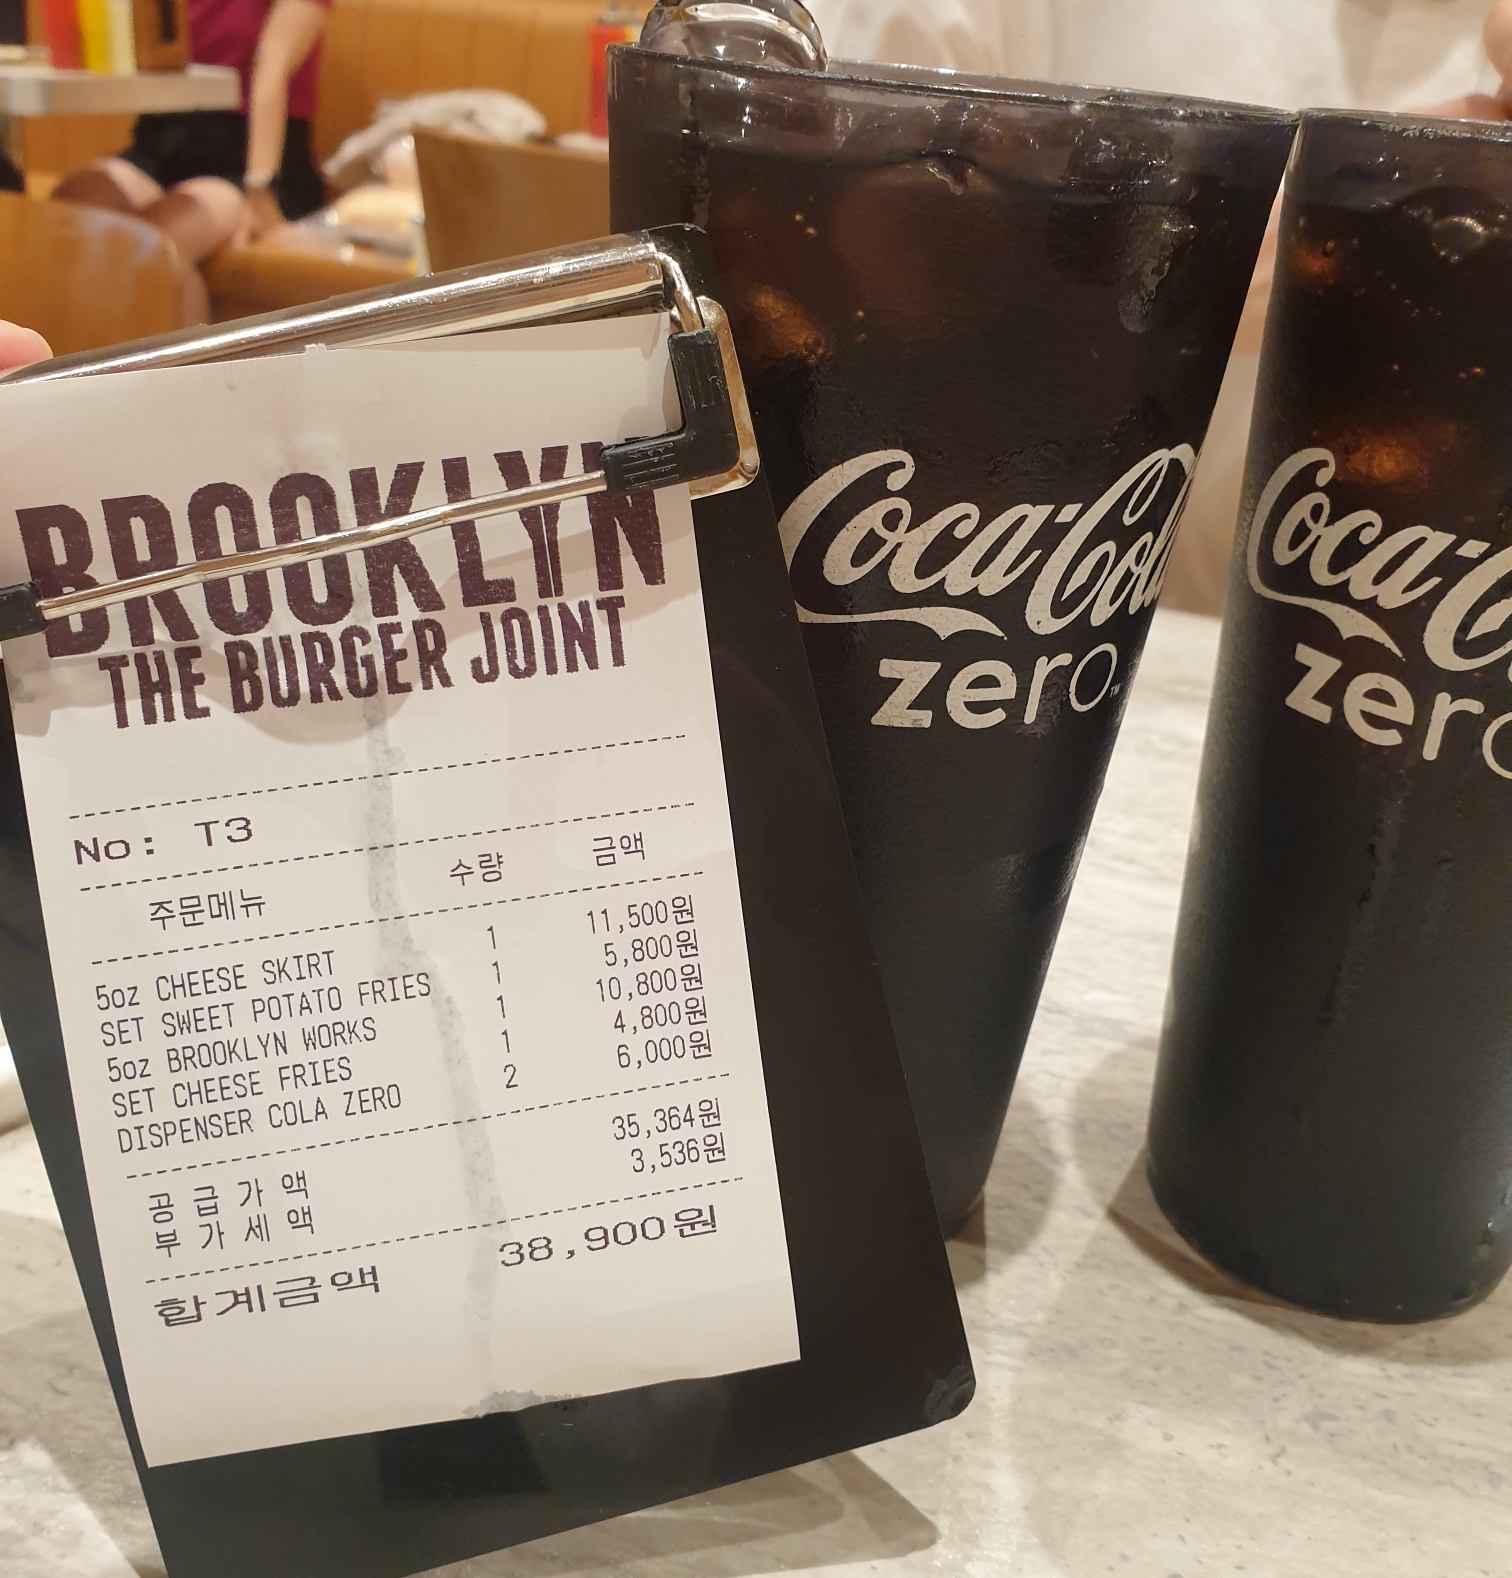 BROOKLYN
THE BURGER JOINT
No: T3
주문메뉴 수량 금액
5oz CHEESE SKIRT 1 11,500원
SET SWEET POTATO FRIES 1 5,800원
5oz BROOKLYN WORKS 1 10,800원
SET CHEESE FRIES 1 4,800원
DISPENSER COLA ZERO 2 6,000원
공 급 가 액 35,364원
부 가 세 액 3,536원
합계금액 38,900원
Coca-Cola
zero™
Coca-C
zero